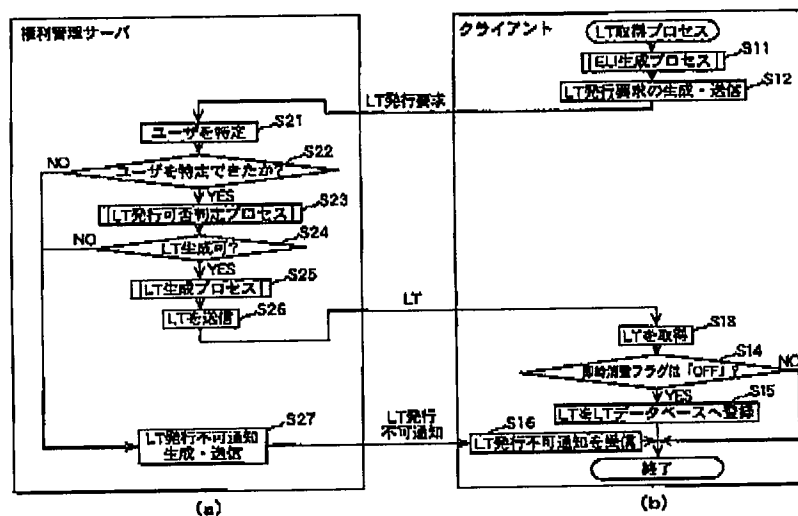 権利管理サーバ
クライアント
LT取得プロセス
ELI生成プロセス
S11
LT発行要求の生成・送信
S12
LT発行要求
ユーザを特定
S21
NO
ユーザを特定できたか?
S22
YES
LT発行可否判定プロセス
S23
NO
LT生成可?
S24
YES
LT生成プロセス
S25
LTを送信
S26
LT
LTを取得
S13
即時消費フラグは「OFF」?
S14
NO
YES
S15
LTをLTデータベースへ登録
LT発行不可通知
生成・送信
S27
LT発行
不可通知
S16
LT発行不可通知を受信
終了
(a)
(b)